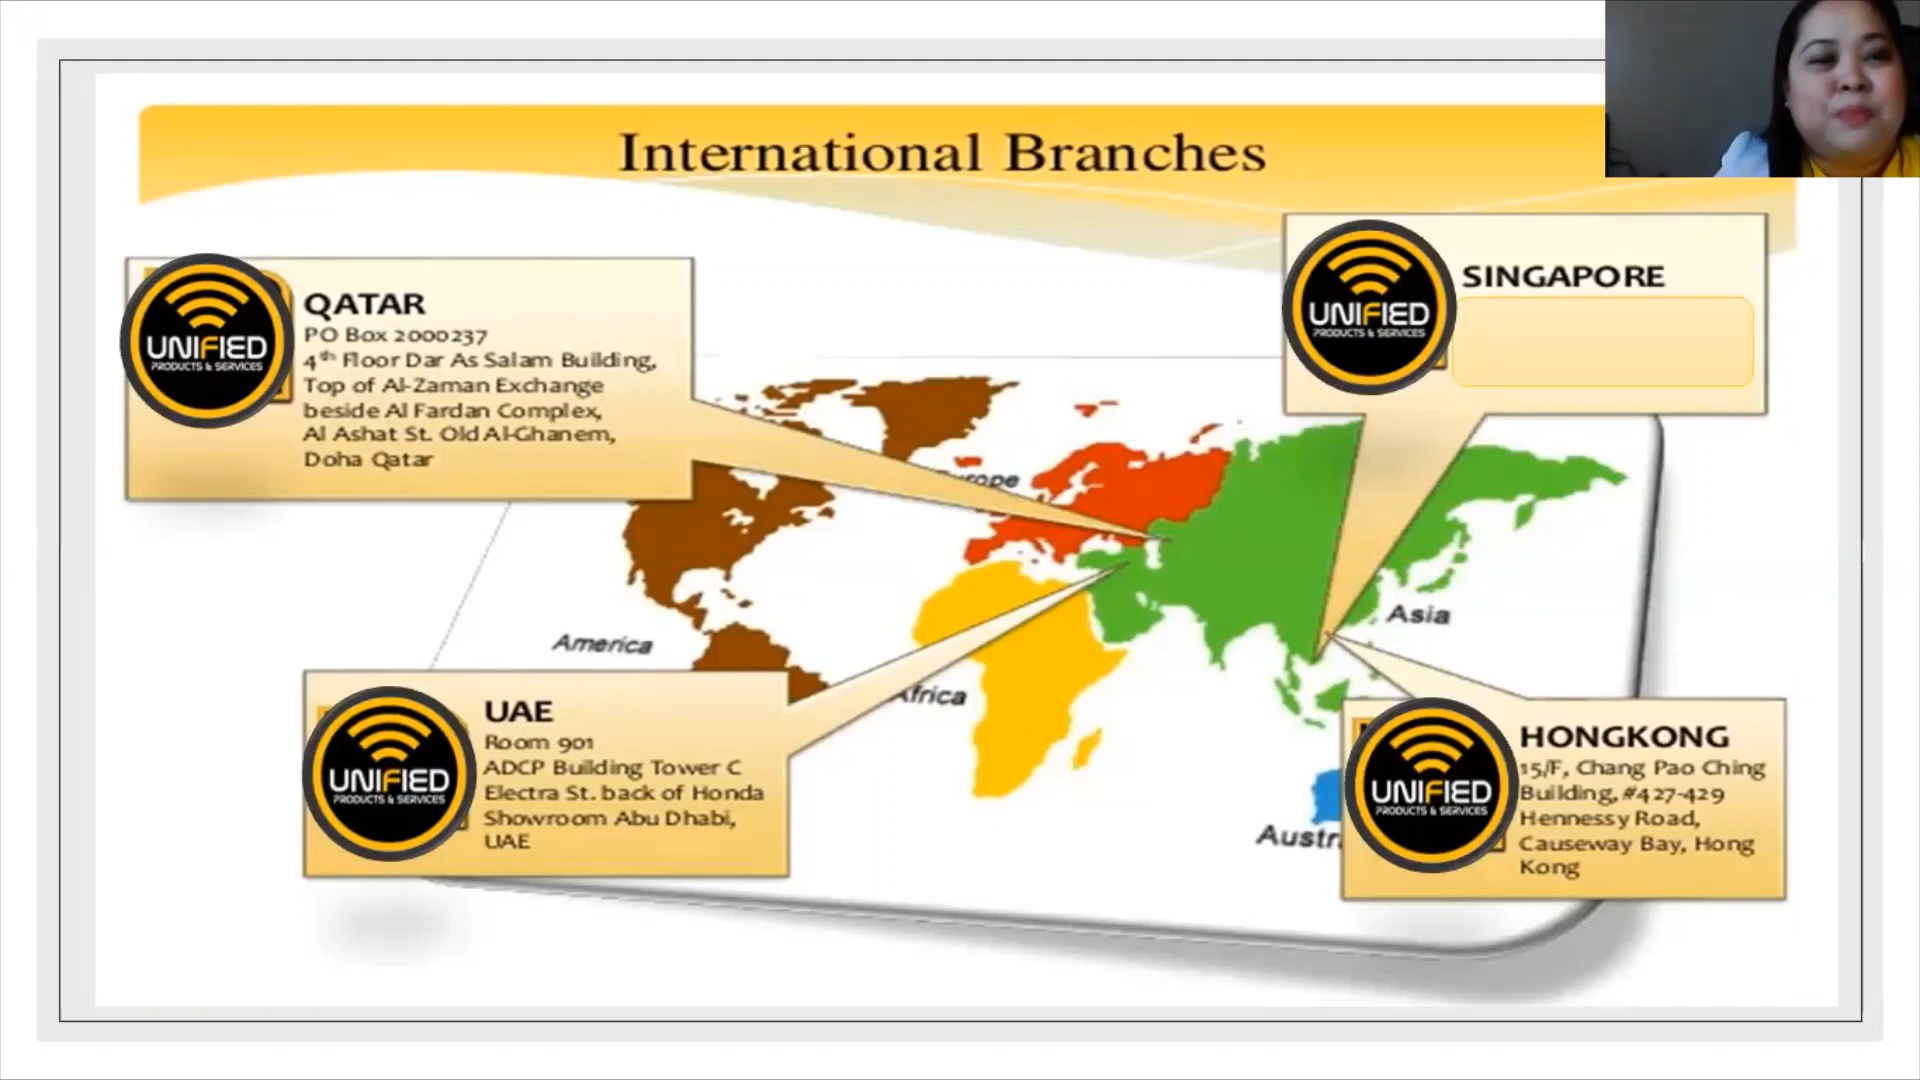 International Branches
UNIFIED
PRODUCTS & SERVICES
QATAR
PO Box 2000237
4th Floor Dar As Salam Building,
Top of Al-Zaman Exchange
beside Al Fardan Complex,
Al Ashat St. Old Al-Ghanem,
Doha Qatar
UNIFIED
PRODUCTS & SERVICES
SINGAPORE
rope
America
Asia
Africa
Austr
UNIFIED
PRODUCTS & SERVICES
UAE
Room 901
ADCP Building Tower C
Electra St. back of Honda
Showroom Abu Dhabi,
UAE
UNIFIED
PRODUCTS & SERVICES
HONGKONG
15/F, Chang Pao Ching
Building, #427-429
Hennessy Road,
Causeway Bay, Hong
Kong